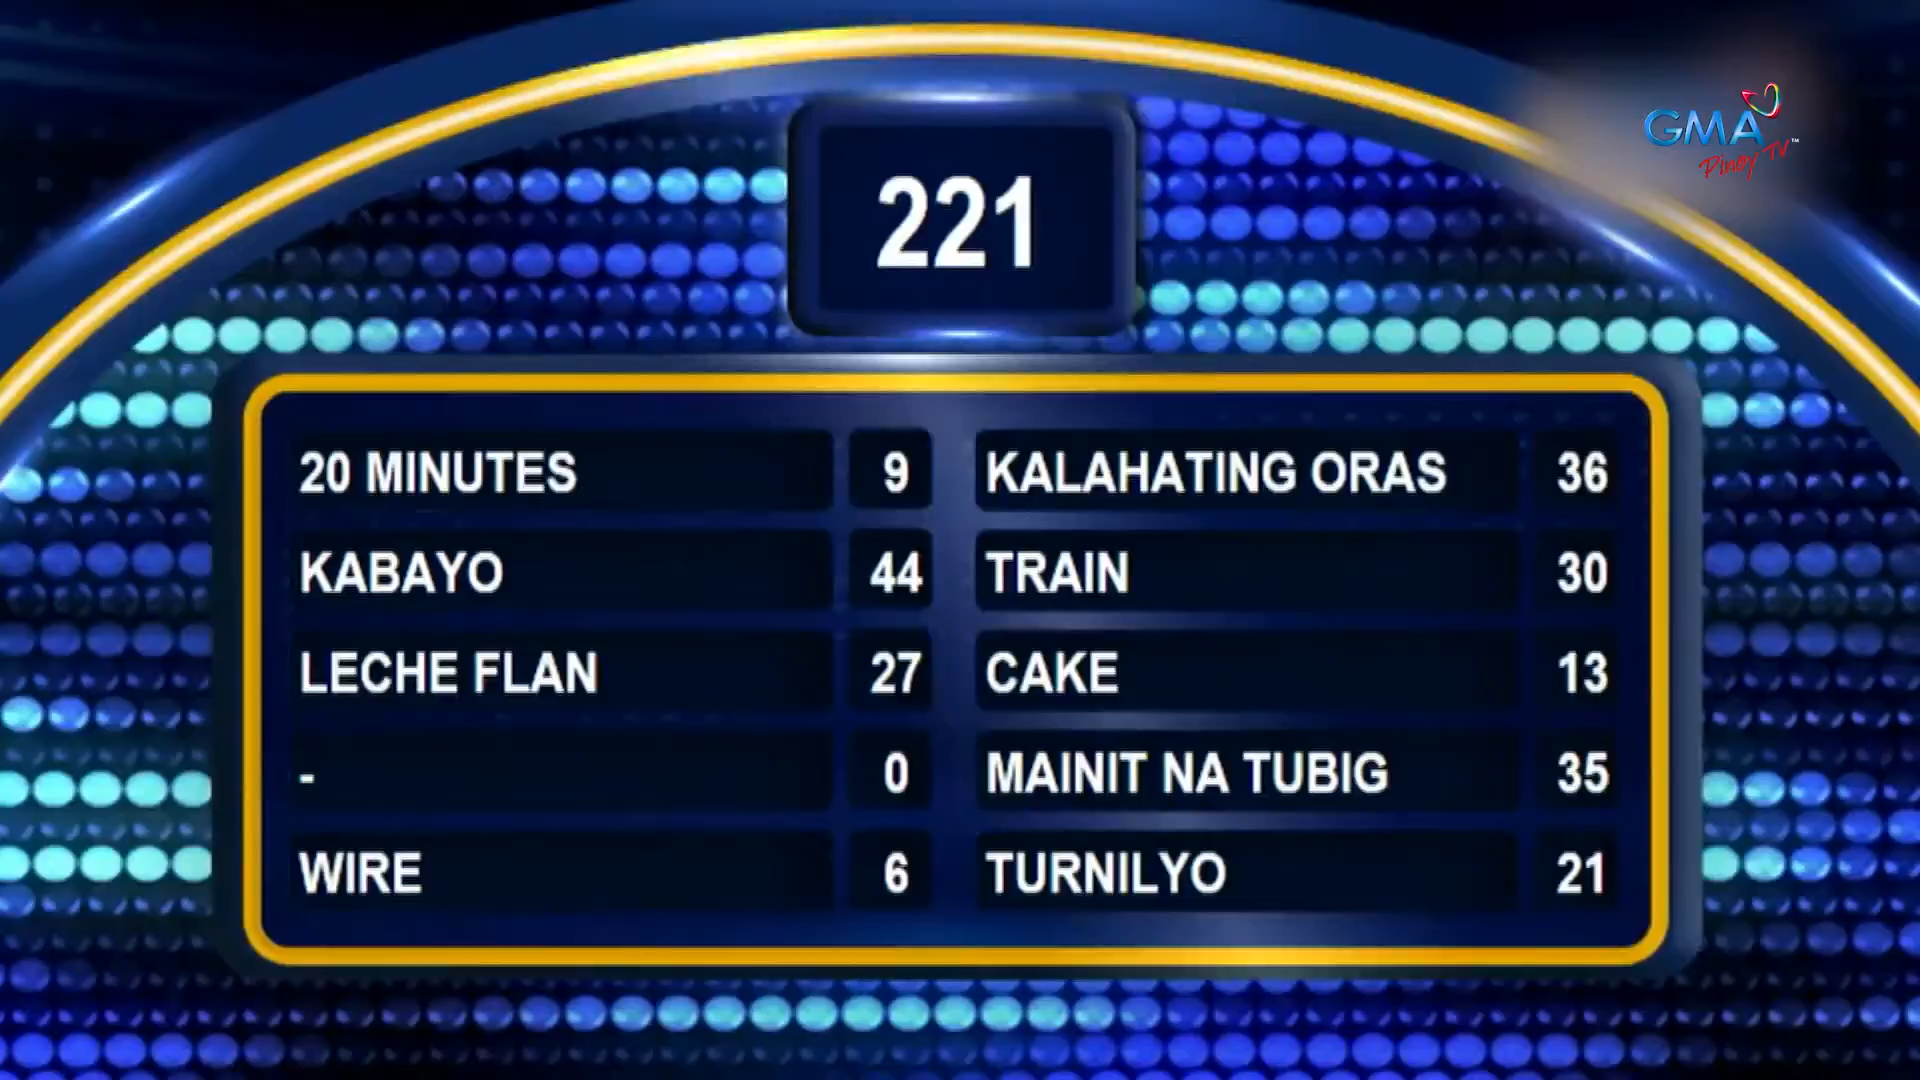 GMA
Pinoy TV
™
221
20 MINUTES 9 KALAHATING ORAS 36
KABAYO 44 TRAIN 30
LECHE FLAN 27 CAKE 13
- 0 MAINIT NA TUBIG 35
WIRE 6 TURNILYO 21